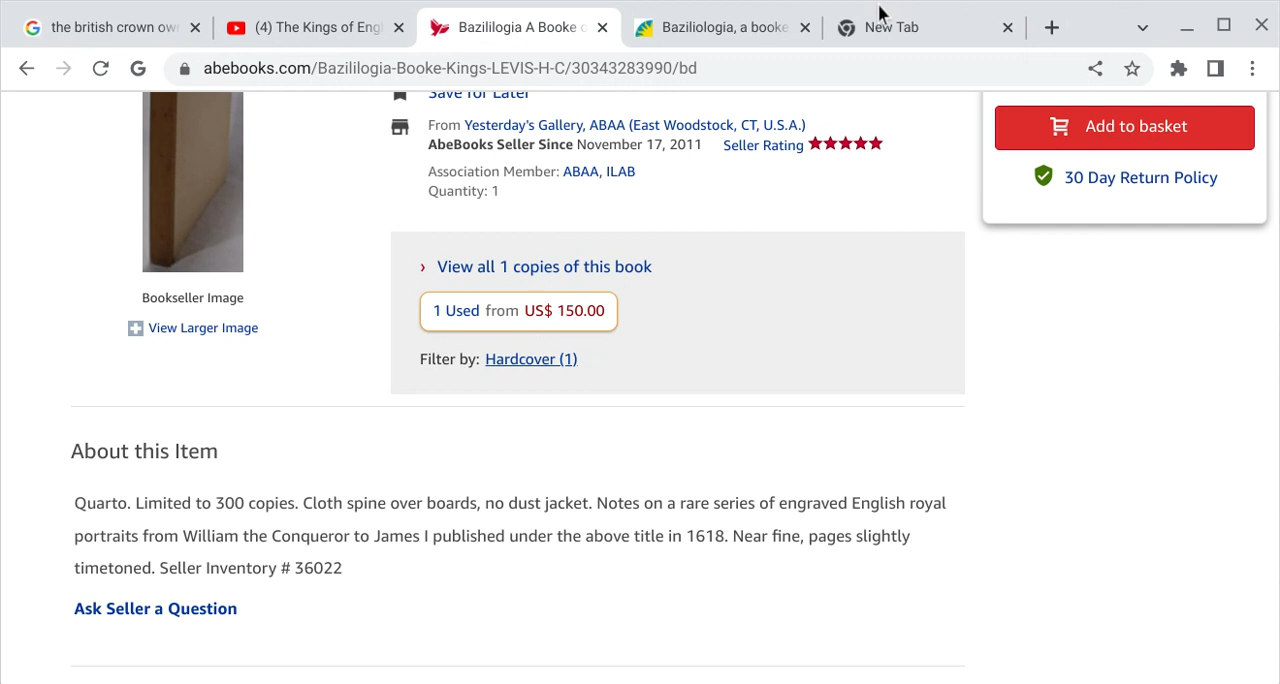 the british crown own
(4) The Kings of Engl
Bazililogia A Booke o
Baziliologia, a booke
New Tab
abebooks.com/Bazililogia-Booke-Kings-LEVIS-H-C/30343283990/bd
Save for Later
From Yesterday's Gallery, ABAA (East Woodstock, CT, U.S.A.)
AbeBooks Seller Since November 17, 2011 Seller Rating
Association Member: ABAA, ILAB
Quantity: 1
Add to basket
30 Day Return Policy
› View all 1 copies of this book
1 Used from US$ 150.00
Filter by: Hardcover (1)
Bookseller Image
View Larger Image
About this Item
Quarto. Limited to 300 copies. Cloth spine over boards, no dust jacket. Notes on a rare series of engraved English royal
portraits from William the Conqueror to James I published under the above title in 1618. Near fine, pages slightly
timetoned. Seller Inventory # 36022
Ask Seller a Question